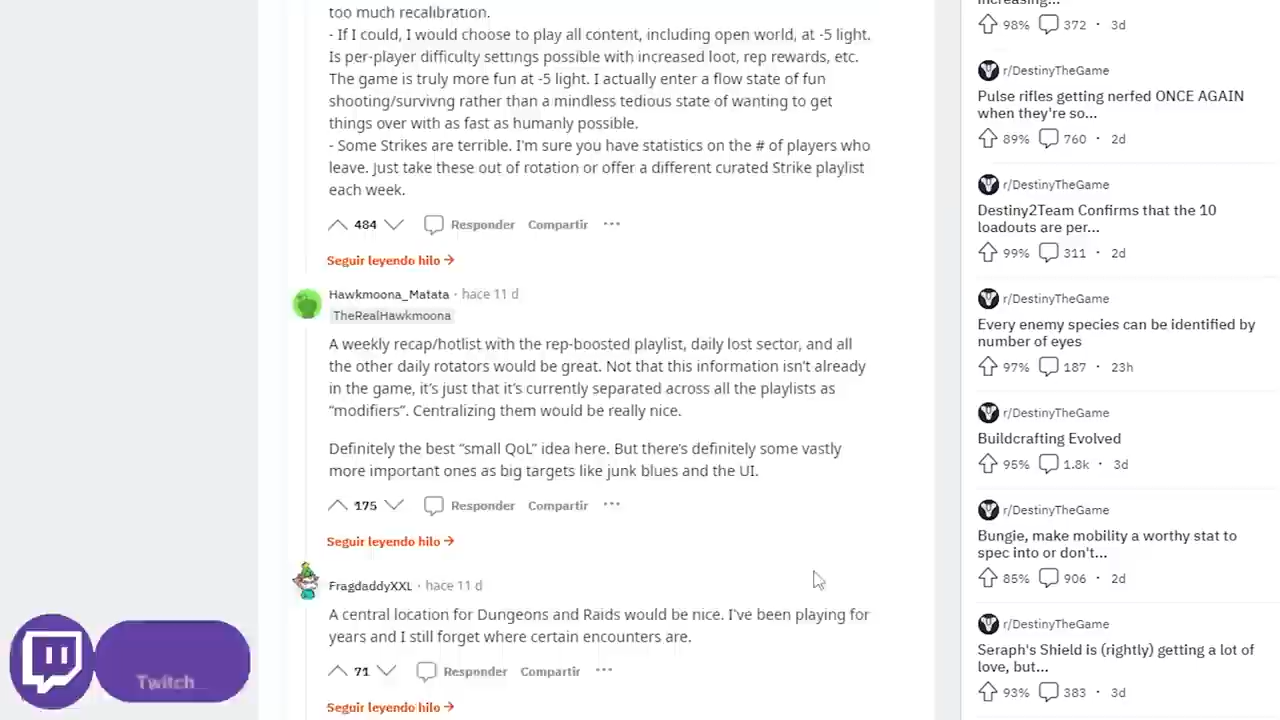 too much recalibration.
- If I could, I would choose to play all content, including open world, at -5 light.
Is per-player difficulty settings possible with increased loot, rep rewards, etc.
The game is truly more fun at -5 light. I actually enter a flow state of fun
shooting/survivng rather than a mindless tedious state of wanting to get
things over with as fast as humanly possible.
- Some Strikes are terrible. I'm sure you have statistics on the # of players who
leave. Just take these out of rotation or offer a different curated Strike playlist
each week.
484 Responder Compartir ...
Seguir leyendo hilo →
Hawkmoona_Matata · hace 11 d
TheRealHawkmoona
A weekly recap/hotlist with the rep-boosted playlist, daily lost sector, and all
the other daily rotators would be great. Not that this information isn't already
in the game, it's just that it's currently separated across all the playlists as
“modifiers”. Centralizing them would be really nice.
Definitely the best “small QoL” idea here. But there's definitely some vastly
more important ones as big targets like junk blues and the UI.
175 Responder Compartir ...
Seguir leyendo hilo →
FragdaddyXXL · hace 11 d
A central location for Dungeons and Raids would be nice. I've been playing for
years and I still forget where certain encounters are.
71 Responder Compartir ...
Seguir leyendo hilo →
increasing...
98% 372 · 3d
r/DestinyTheGame
Pulse rifles getting nerfed ONCE AGAIN
when they're so...
89% 760 · 2d
r/DestinyTheGame
Destiny2Team Confirms that the 10
loadouts are per...
99% 311 · 2d
r/DestinyTheGame
Every enemy species can be identified by
number of eyes
97% 187 · 23h
r/DestinyTheGame
Buildcrafting Evolved
95% 1.8k · 3d
r/DestinyTheGame
Bungie, make mobility a worthy stat to
spec into or don't...
85% 906 · 2d
r/DestinyTheGame
Seraph's Shield is (rightly) getting a lot of
love, but...
93% 383 · 3d
Twitch